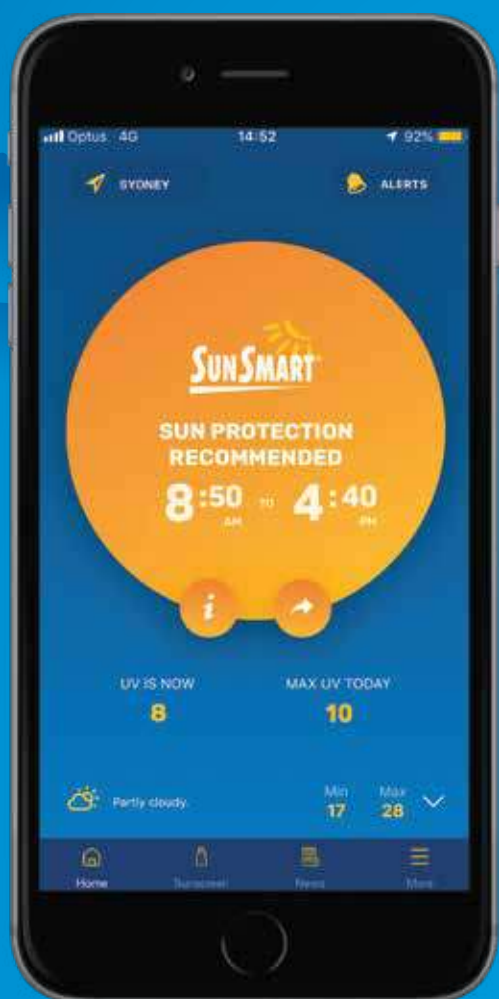 Optus 4G 14:52 92%
SYDNEY ALERTS
SUNSMART
SUN PROTECTION
RECOMMENDED
8:50 AM TO 4:40 PM
i
UV IS NOW MAX UV TODAY
8 10
Min Max
Partly cloudy. 17 28
Home Sunscreen News More